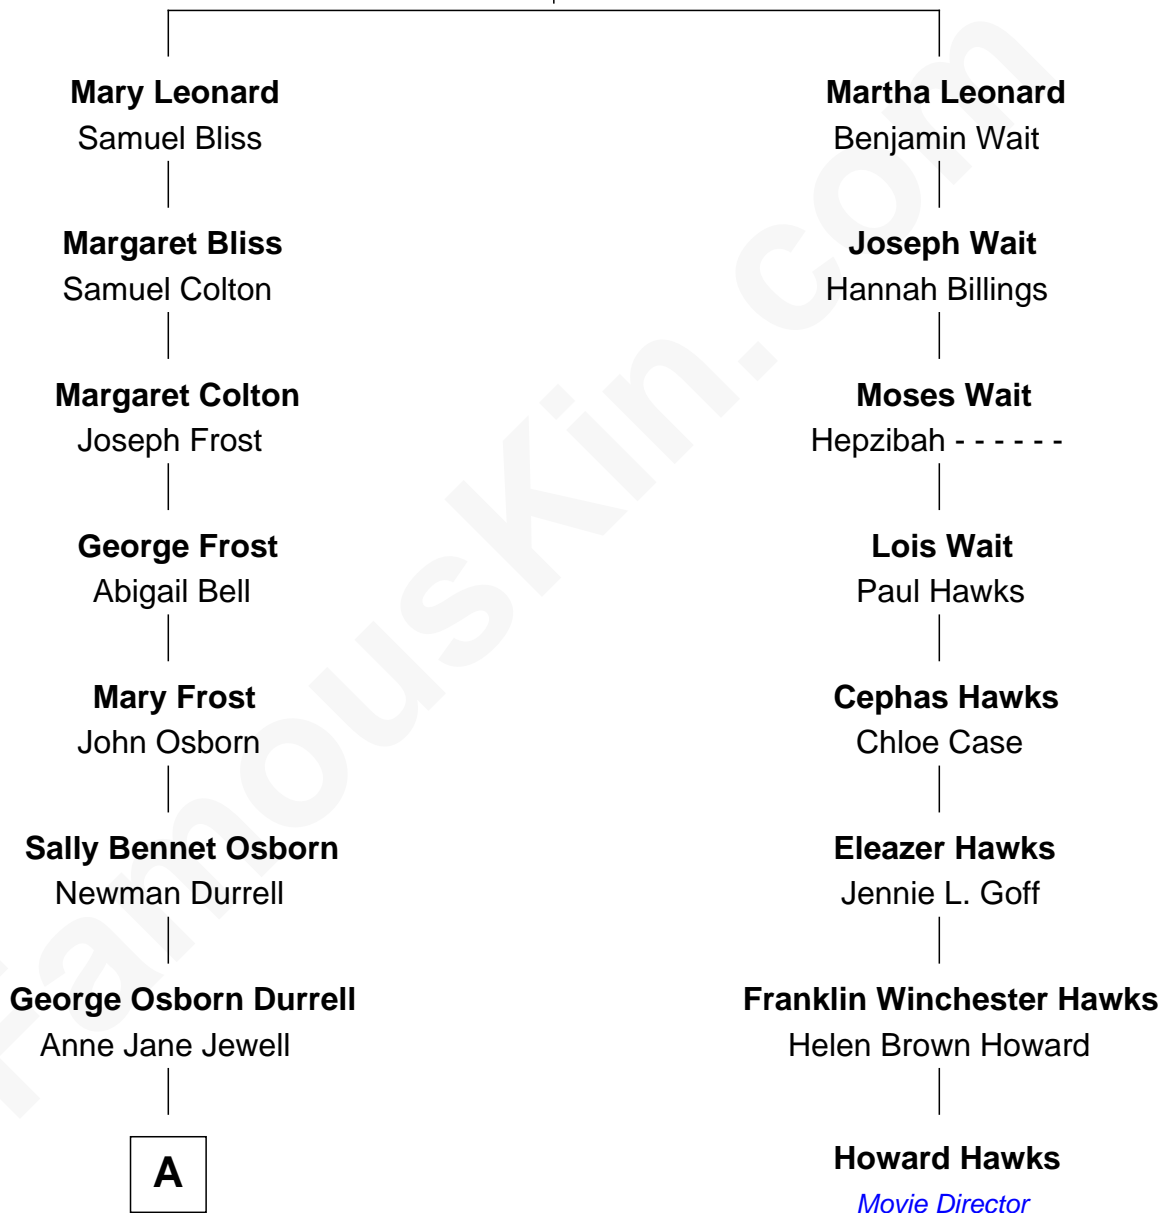 Mary Leonard
Samuel Bliss
Margaret Bliss
Samuel Colton
Margaret Colton
Joseph Frost
George Frost
Abigail Bell
Mary Frost
John Osborn
Sally Bennet Osborn
Newman Durrell
George Osborn Durrell
Anne Jane Jewell
A
Martha Leonard
Benjamin Wait
Joseph Wait
Hannah Billings
Moses Wait
Hepzibah - - - - - -
Lois Wait
Paul Hawks
Cephas Hawks
Chloe Case
Eleazer Hawks
Jennie L. Goff
Franklin Winchester Hawks
Helen Brown Howard
Howard Hawks
Movie Director
FamousKin.com